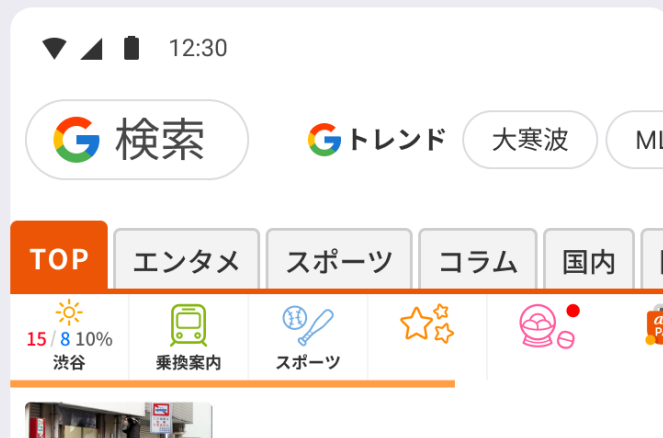 12:30
検索
トレンド
大寒波
ML
TOP
エンタメ
スポーツ
コラム
国内
15/8 10%
渋谷
乗換案内
スポーツ